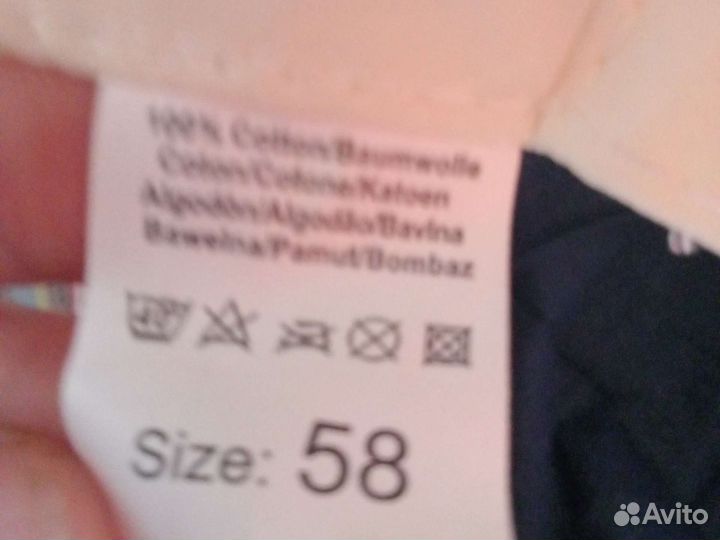 100% Cotton/Baumwolle
Coton/Cotone/Katoen
Algodón/Algodão/Bavlna
Bawełna/Pamut/Bombaz
Size: 58
Avito